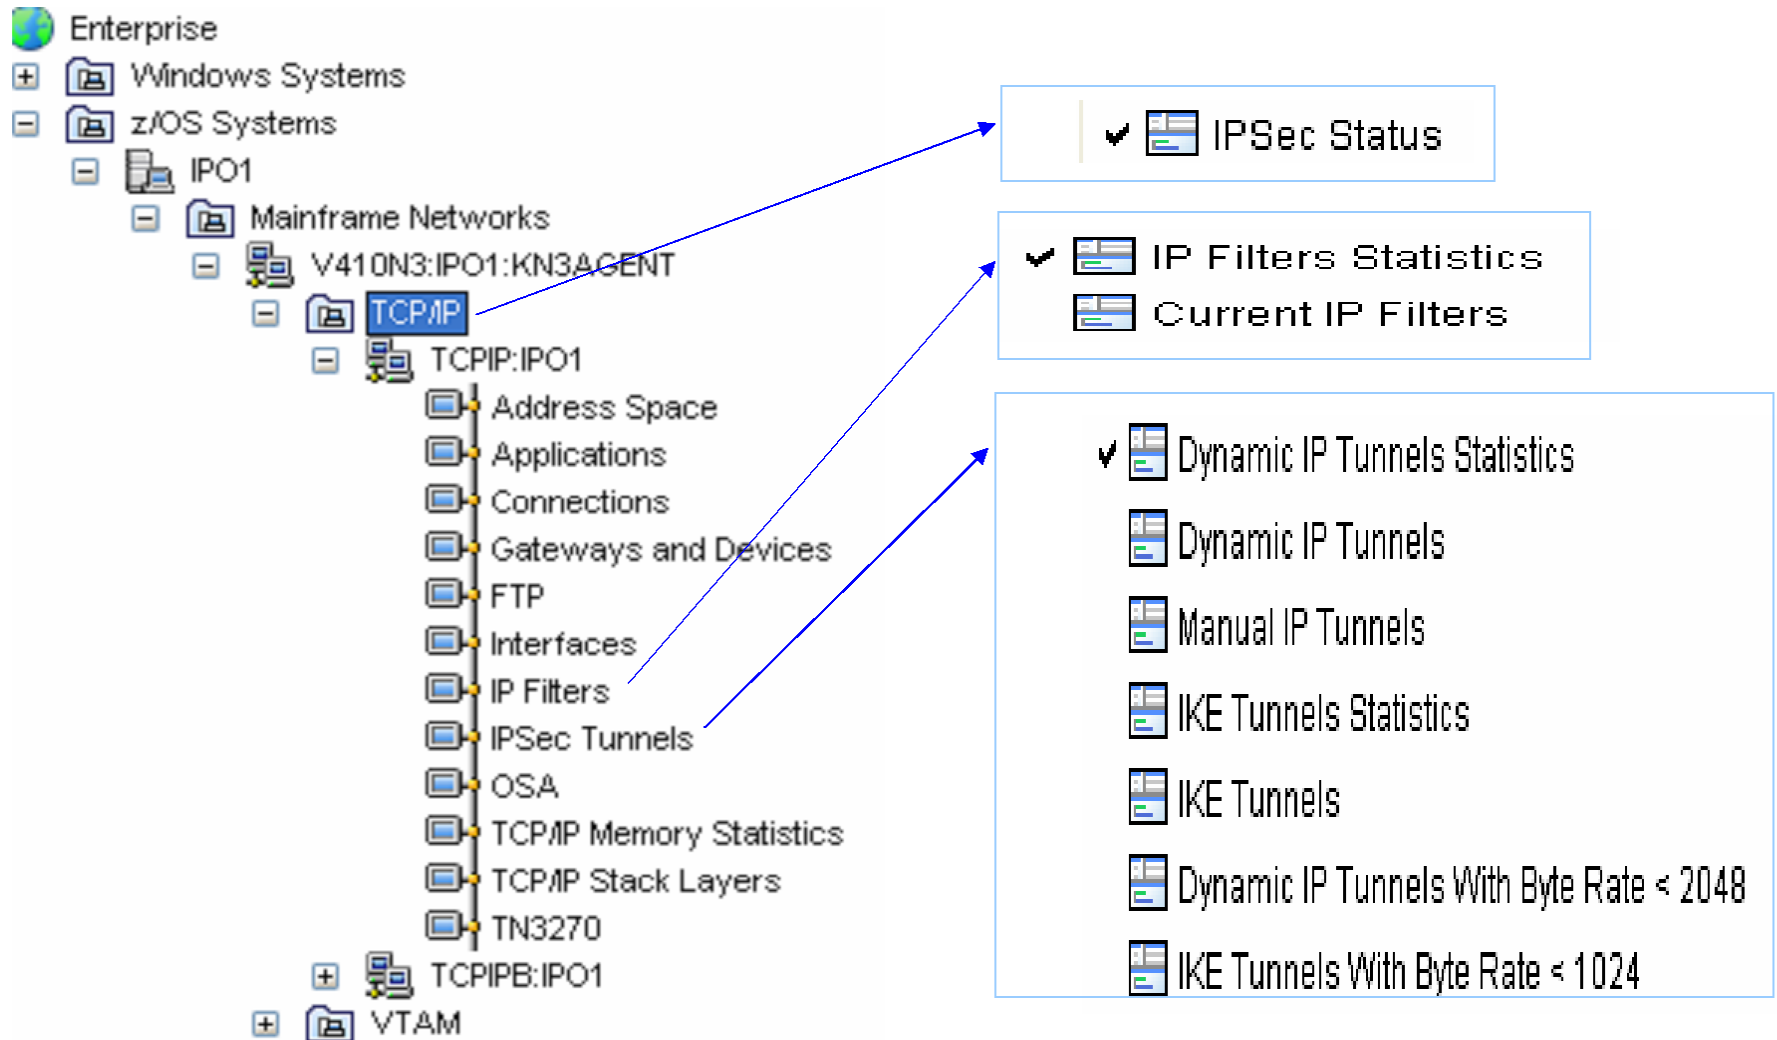 Enterprise
Windows Systems
z/OS Systems
IPO1
Mainframe Networks
V410N3:IPO1:KN3AGENT
TCP/IP
TCPIP:IPO1
Address Space
Applications
Connections
Gateways and Devices
FTP
Interfaces
IP Filters
IPSec Tunnels
OSA
TCP/IP Memory Statistics
TCP/IP Stack Layers
TN3270
TCPIPB:IPO1
VTAM
IPSec Status
IP Filters Statistics
Current IP Filters
Dynamic IP Tunnels Statistics
Dynamic IP Tunnels
Manual IP Tunnels
IKE Tunnels Statistics
IKE Tunnels
Dynamic IP Tunnels With Byte Rate < 2048
IKE Tunnels With Byte Rate < 1024